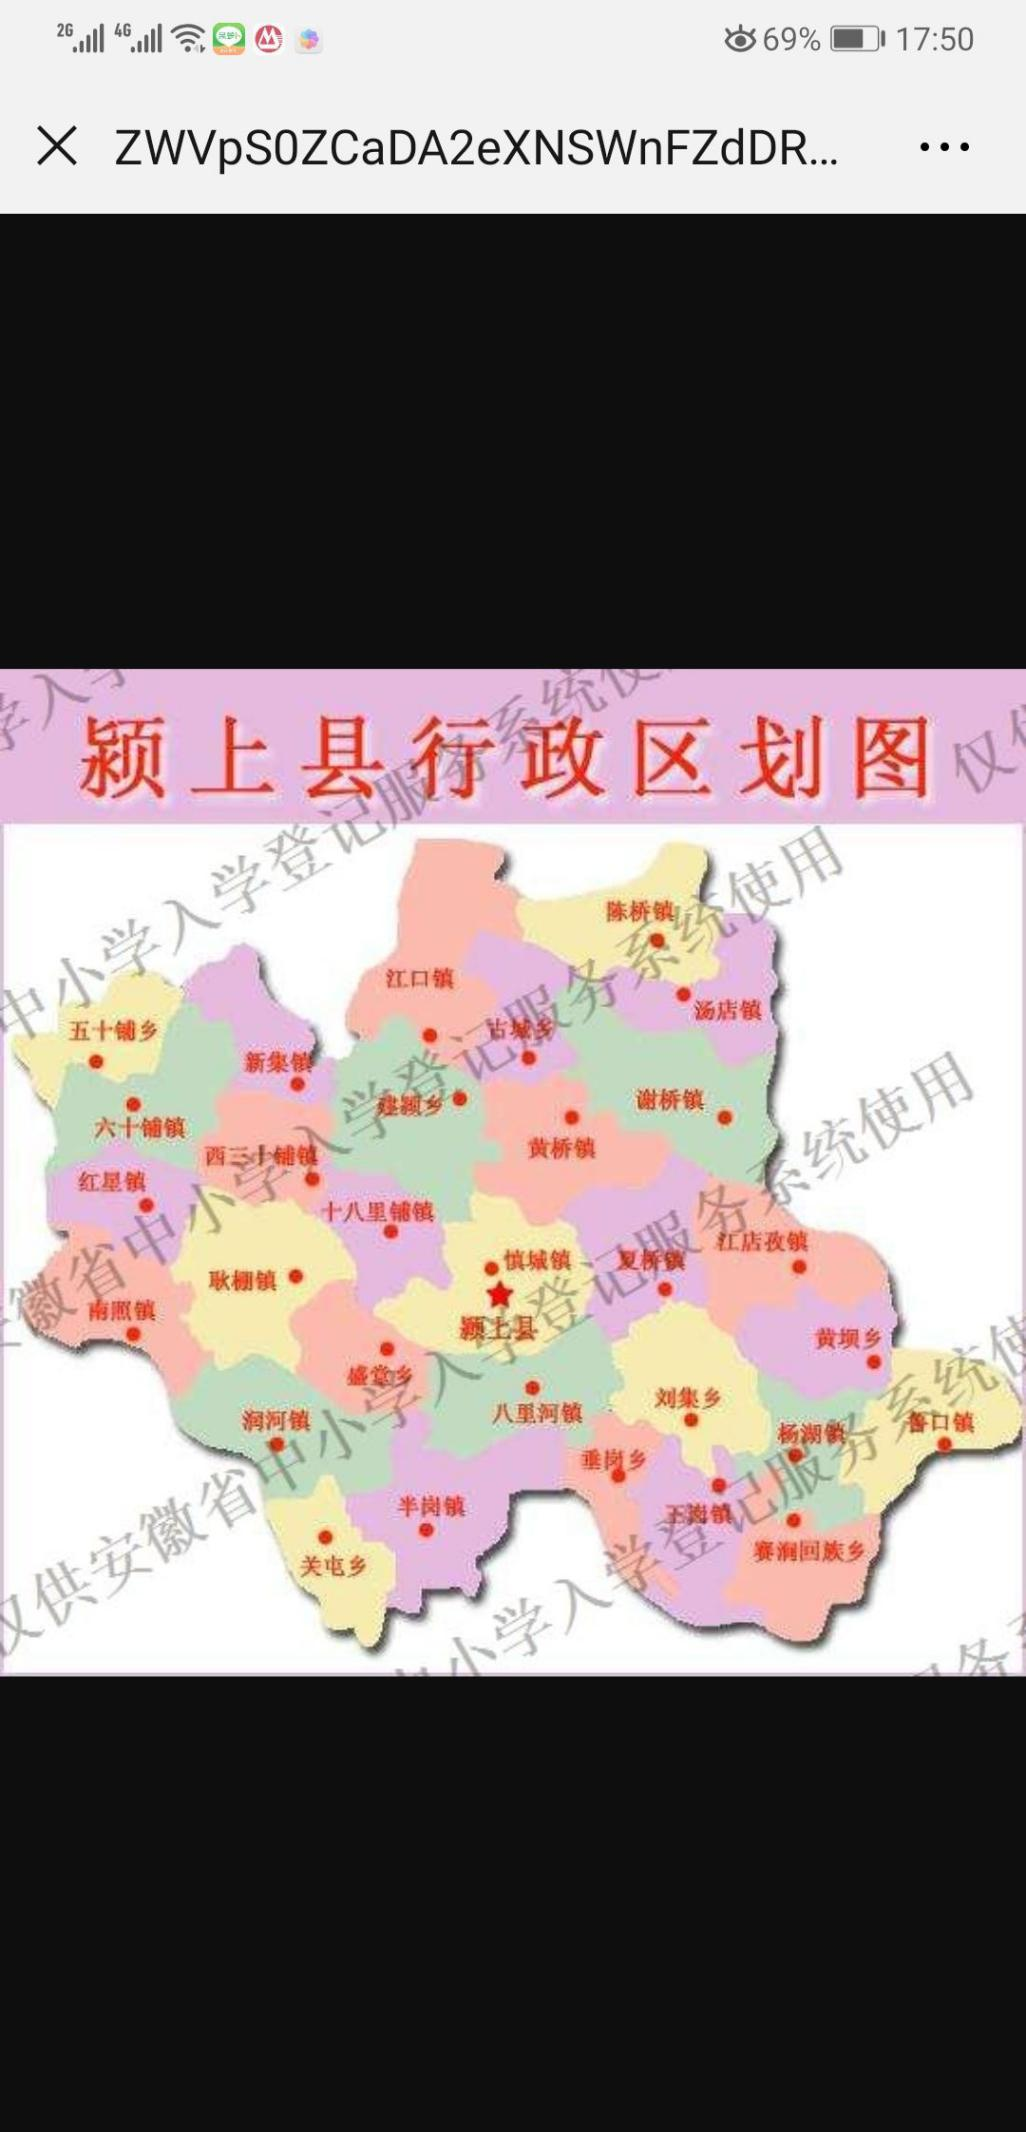 2G 4G 69% 17:50
ZWVpS0ZCaDA2eXNSWnFZdDR...
颍上县行政区划图
陈桥镇
江口镇
汤店镇
古城乡
五十铺乡
新集镇
建颍乡
谢桥镇
六十铺镇
黄桥镇
西三十铺镇
红星镇
十八里铺镇
江店孜镇
慎城镇
夏桥镇
耿棚镇
南照镇
颍上县
黄坝乡
盛堂乡
刘集乡
八里河镇
润河镇
鲁口镇
杨湖镇
垂岗乡
半岗镇
王岗镇
赛涧回族乡
关屯乡
仅供安徽省中小学入学登记服务系统使用